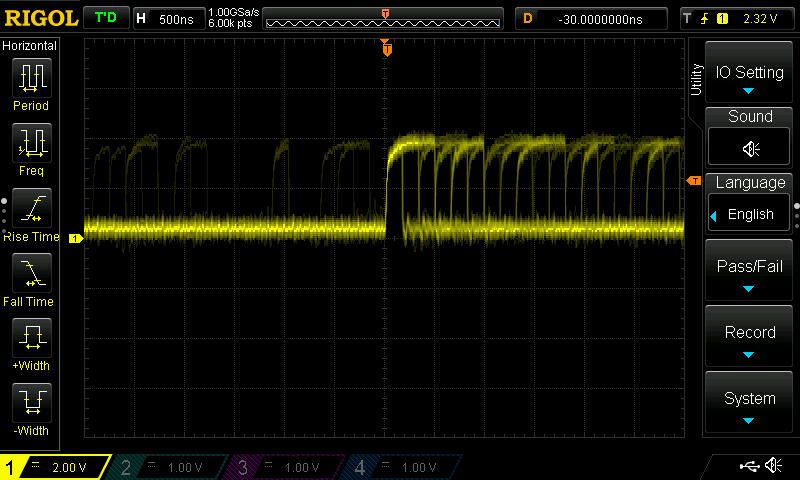 RIGOL T'D H 500ns 1.00GSa/s 6.00k pts T D -30.0000000ns T 1 2.32 V
Horizontal
Period
Freq
Rise Time
Fall Time
+Width
-Width
T
T
1
Utility
IO Setting
Sound
Language
English
Pass/Fail
Record
System
1 2.00 V 2 1.00 V 3 1.00 V 4 1.00 V